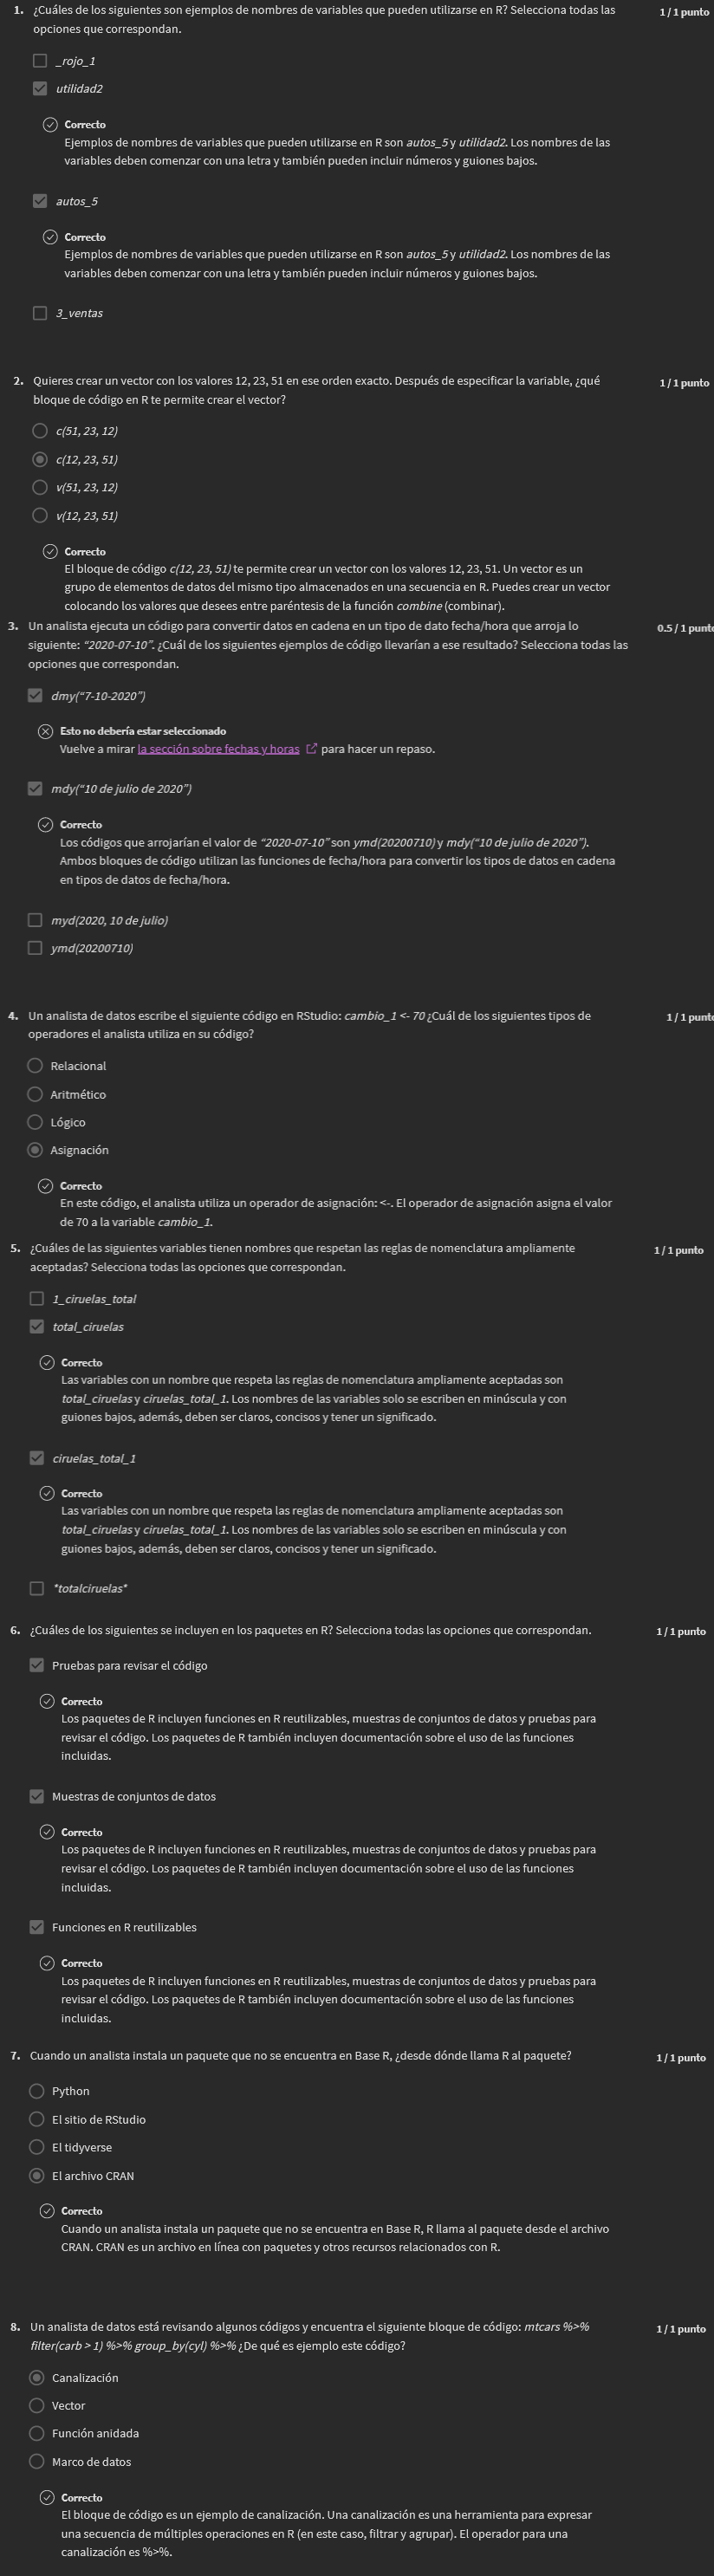 1. ¿Cuáles de los siguientes son ejemplos de nombres de variables que pueden utilizarse en R? Selecciona todas las
opciones que correspondan.
1 / 1 punto
_rojo_1
utilidad2
Correcto
Ejemplos de nombres de variables que pueden utilizarse en R son autos_5 y utilidad2. Los nombres de las
variables deben comenzar con una letra y también pueden incluir números y guiones bajos.
autos_5
Correcto
Ejemplos de nombres de variables que pueden utilizarse en R son autos_5 y utilidad2. Los nombres de las
variables deben comenzar con una letra y también pueden incluir números y guiones bajos.
3_ventas
2. Quieres crear un vector con los valores 12, 23, 51 en ese orden exacto. Después de especificar la variable, ¿qué
bloque de código en R te permite crear el vector?
1 / 1 punto
c(51, 23, 12)
c(12, 23, 51)
v(51, 23, 12)
v(12, 23, 51)
Correcto
El bloque de código c(12, 23, 51) te permite crear un vector con los valores 12, 23, 51. Un vector es un
grupo de elementos de datos del mismo tipo almacenados en una secuencia en R. Puedes crear un vector
colocando los valores que desees entre paréntesis de la función combine (combinar).
3. Un analista ejecuta un código para convertir datos en cadena en un tipo de dato fecha/hora que arroja lo
siguiente: “2020-07-10”. ¿Cuál de los siguientes ejemplos de código llevarían a ese resultado? Selecciona todas las
opciones que correspondan.
0.5 / 1 punto
dmy(“7-10-2020”)
Esto no debería estar seleccionado
Vuelve a mirar la sección sobre fechas y horas para hacer un repaso.
mdy(“10 de julio de 2020”)
Correcto
Los códigos que arrojarían el valor de “2020-07-10” son ymd(20200710) y mdy(“10 de julio de 2020”).
Ambos bloques de código utilizan las funciones de fecha/hora para convertir los tipos de datos en cadena
en tipos de datos de fecha/hora.
myd(2020, 10 de julio)
ymd(20200710)
4. Un analista de datos escribe el siguiente código en RStudio: cambio_1 <- 70 ¿Cuál de los siguientes tipos de
operadores el analista utiliza en su código?
1 / 1 punto
Relacional
Aritmético
Lógico
Asignación
Correcto
En este código, el analista utiliza un operador de asignación: <-. El operador de asignación asigna el valor
de 70 a la variable cambio_1.
5. ¿Cuáles de las siguientes variables tienen nombres que respetan las reglas de nomenclatura ampliamente
aceptadas? Selecciona todas las opciones que correspondan.
1 / 1 punto
1_ciruelas_total
total_ciruelas
Correcto
Las variables con un nombre que respeta las reglas de nomenclatura ampliamente aceptadas son
total_ciruelas y ciruelas_total_1. Los nombres de las variables solo se escriben en minúscula y con
guiones bajos, además, deben ser claros, concisos y tener un significado.
ciruelas_total_1
Correcto
Las variables con un nombre que respeta las reglas de nomenclatura ampliamente aceptadas son
total_ciruelas y ciruelas_total_1. Los nombres de las variables solo se escriben en minúscula y con
guiones bajos, además, deben ser claros, concisos y tener un significado.
*totalciruelas*
6. ¿Cuáles de los siguientes se incluyen en los paquetes en R? Selecciona todas las opciones que correspondan.
1 / 1 punto
Pruebas para revisar el código
Correcto
Los paquetes de R incluyen funciones en R reutilizables, muestras de conjuntos de datos y pruebas para
revisar el código. Los paquetes de R también incluyen documentación sobre el uso de las funciones
incluidas.
Muestras de conjuntos de datos
Correcto
Los paquetes de R incluyen funciones en R reutilizables, muestras de conjuntos de datos y pruebas para
revisar el código. Los paquetes de R también incluyen documentación sobre el uso de las funciones
incluidas.
Funciones en R reutilizables
Correcto
Los paquetes de R incluyen funciones en R reutilizables, muestras de conjuntos de datos y pruebas para
revisar el código. Los paquetes de R también incluyen documentación sobre el uso de las funciones
incluidas.
7. Cuando un analista instala un paquete que no se encuentra en Base R, ¿desde dónde llama R al paquete?
1 / 1 punto
Python
El sitio de RStudio
El tidyverse
El archivo CRAN
Correcto
Cuando un analista instala un paquete que no se encuentra en Base R, R llama al paquete desde el archivo
CRAN. CRAN es un archivo en línea con paquetes y otros recursos relacionados con R.
8. Un analista de datos está revisando algunos códigos y encuentra el siguiente bloque de código: mtcars %>%
filter(carb > 1) %>% group_by(cyl) %>% ¿De qué es ejemplo este código?
1 / 1 punto
Canalización
Vector
Función anidada
Marco de datos
Correcto
El bloque de código es un ejemplo de canalización. Una canalización es una herramienta para expresar
una secuencia de múltiples operaciones en R (en este caso, filtrar y agrupar). El operador para una
canalización es %>%.